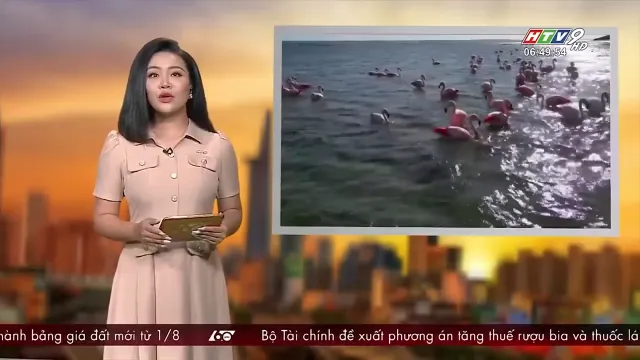 HTV9 HD
06:49:54
hành bảng giá đất mới từ 1/8
Bộ Tài chính đề xuất phương án tăng thuế rượu bia và thuốc lá